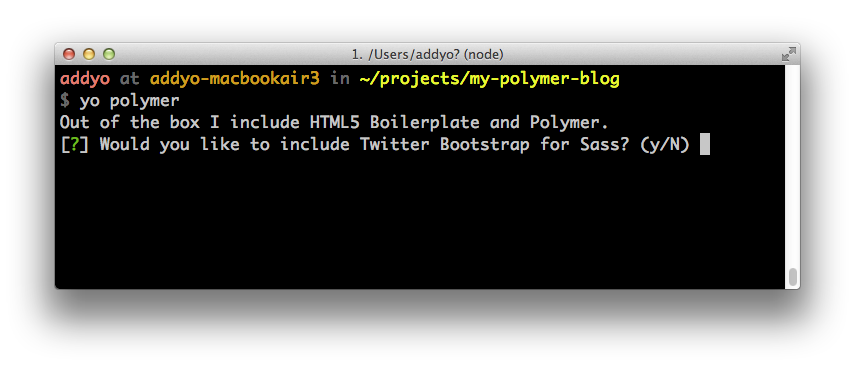 1. /Users/addyo? (node)
addyo at addyo-macbookair3 in ~/projects/my-polymer-blog
$ yo polymer
Out of the box I include HTML5 Boilerplate and Polymer.
[?] Would you like to include Twitter Bootstrap for Sass? (y/N)